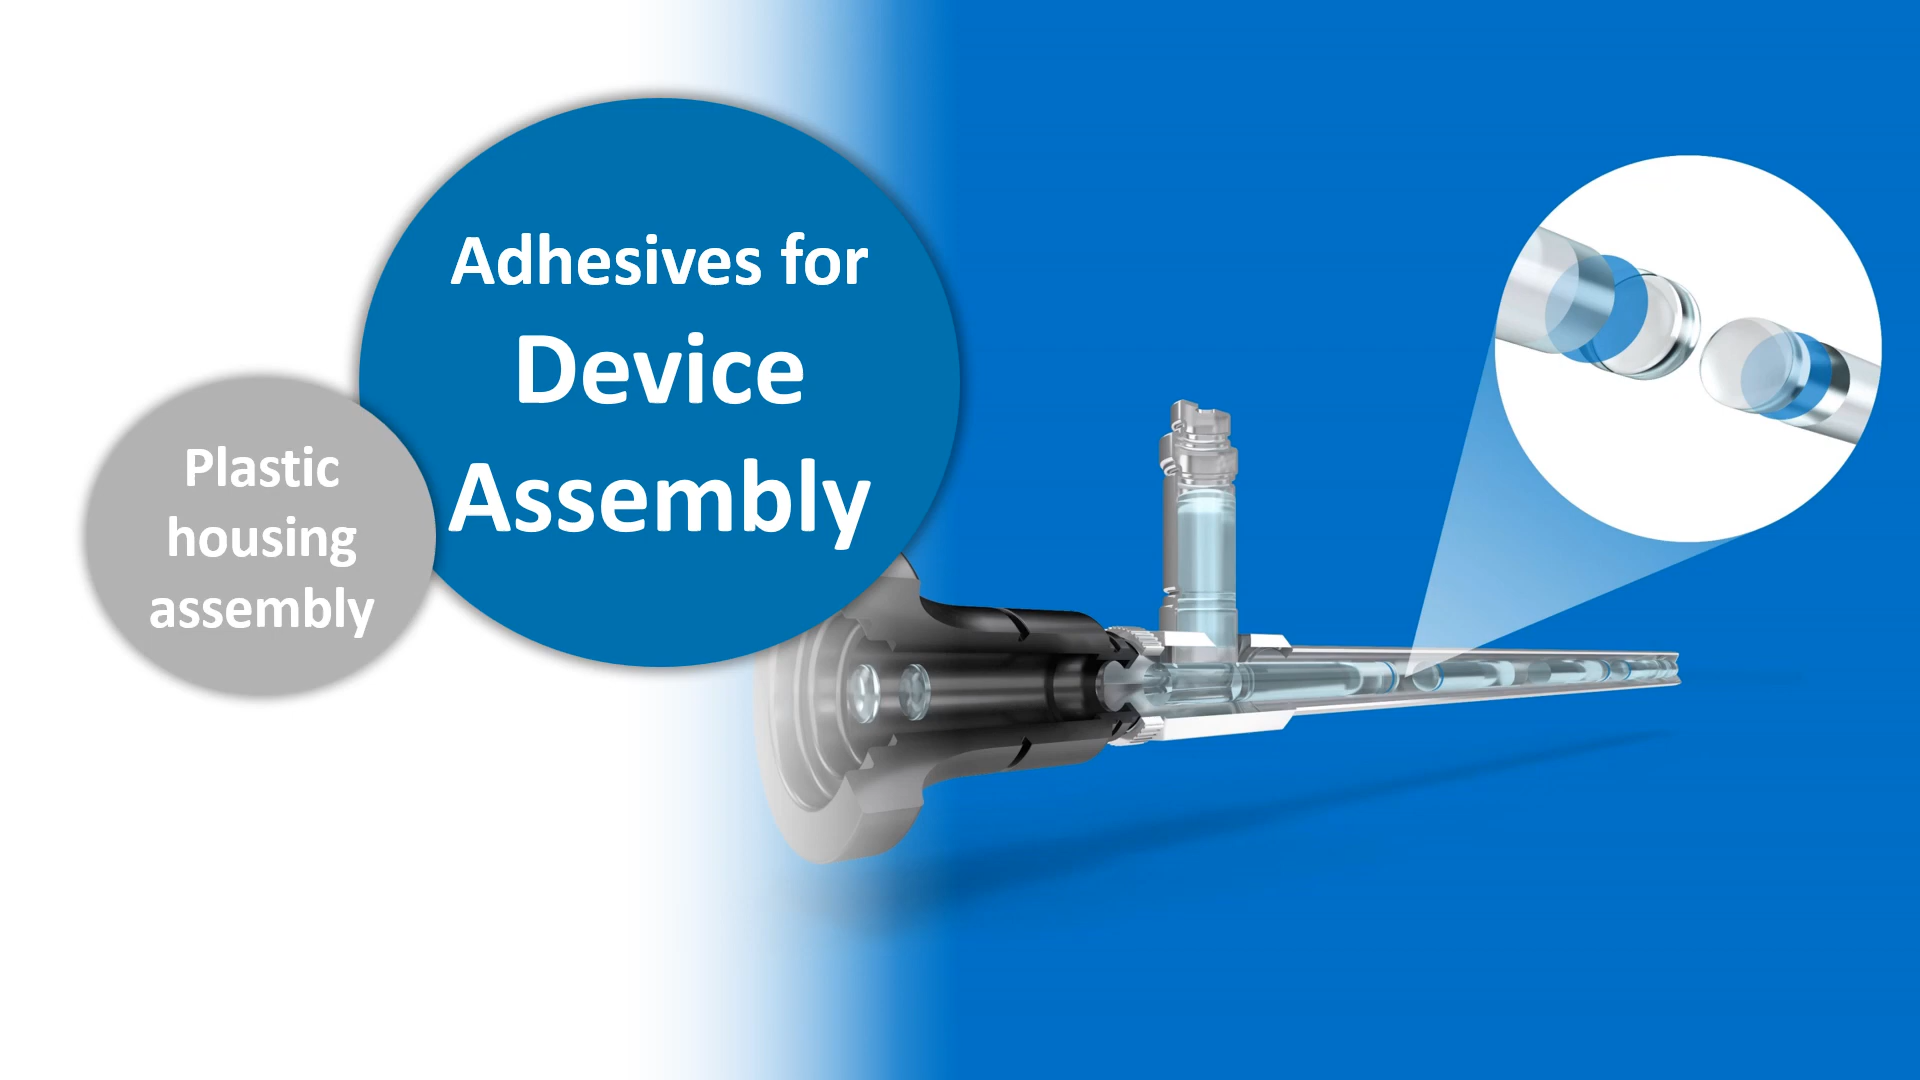 Adhesives for
Device
Assembly
Plastic
housing
assembly